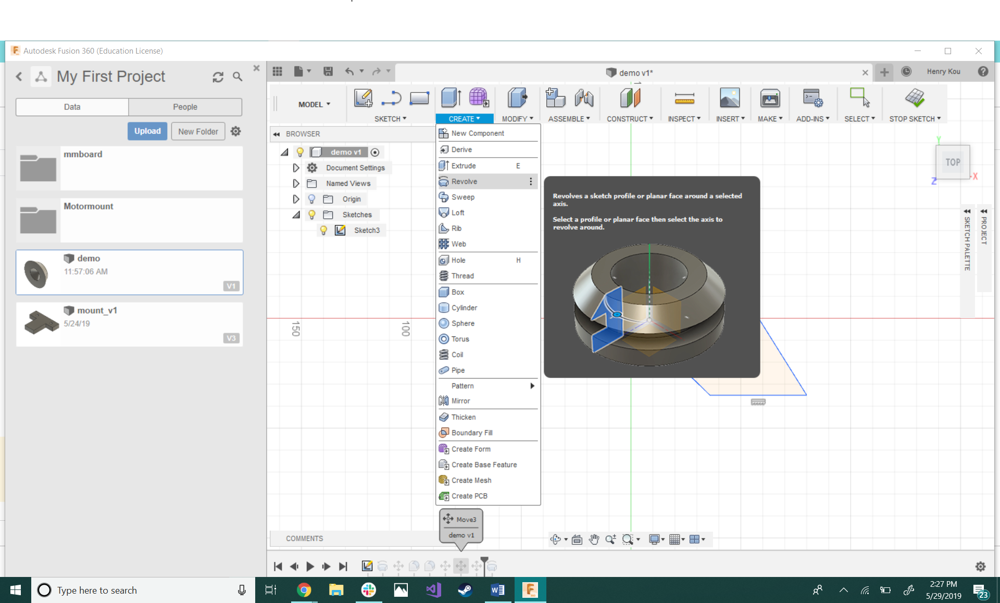 Autodesk Fusion 360 (Education License)
My First Project
Data
People
Upload
New Folder
mmboard
Motormount
demo
11:57:06 AM
V1
mount_v1
5/24/19
V3
demo v1*
Henry Kou
MODEL
SKETCH
CREATE
MODIFY
ASSEMBLE
CONSTRUCT
INSPECT
INSERT
MAKE
ADD-INS
SELECT
STOP SKETCH
BROWSER
demo v1
Document Settings
Named Views
Origin
Sketches
Sketch3
New Component
Derive
Extrude E
Revolve
Sweep
Loft
Rib
Web
Hole H
Thread
Box
Cylinder
Sphere
Torus
Coil
Pipe
Pattern
Mirror
Thicken
Boundary Fill
Create Form
Create Base Feature
Create Mesh
Create PCB
Revolves a sketch profile or planar face around a selected
axis.
Select a profile or planar face then select the axis to
revolve around.
150
100
Y
TOP
X
Z
SKETCH PALETTE
PROJECT
Move3
demo v1
COMMENTS
Type here to search
2:27 PM
5/29/2019
23